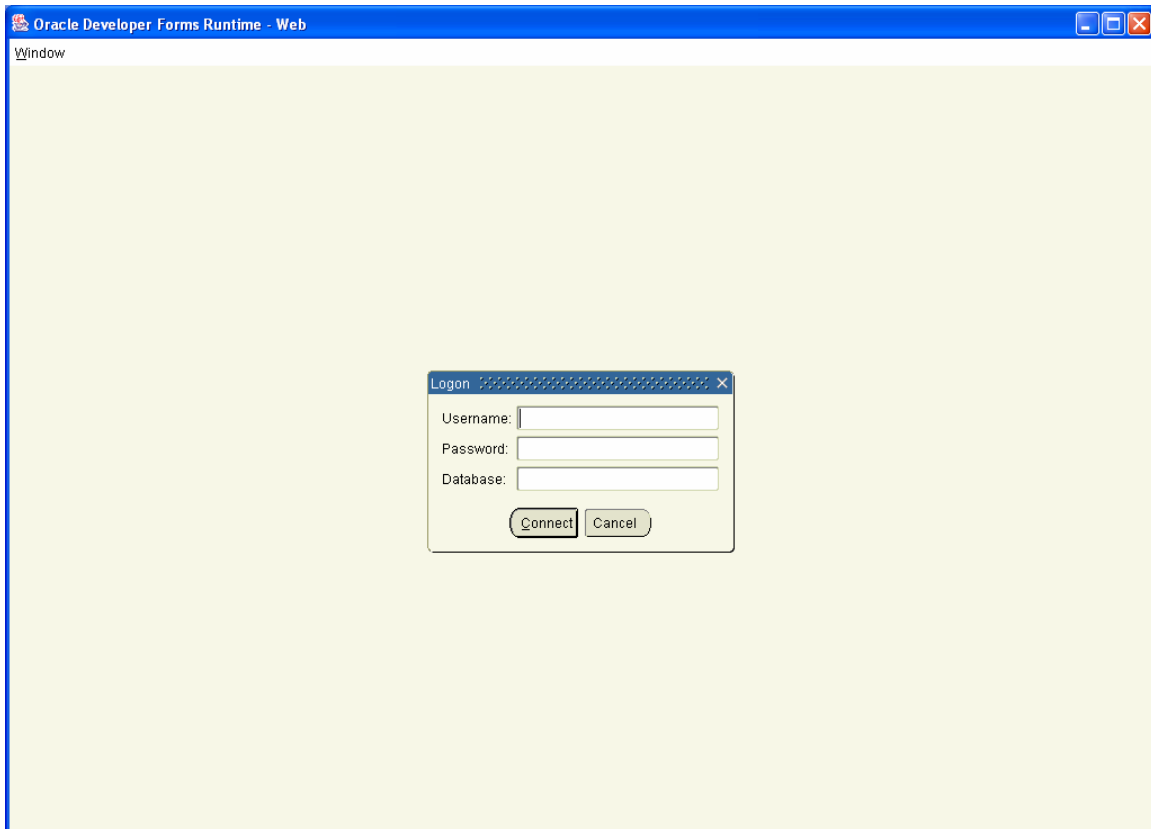 Oracle Developer Forms Runtime - Web
Window
Logon
Username:
Password:
Database:
Connect Cancel